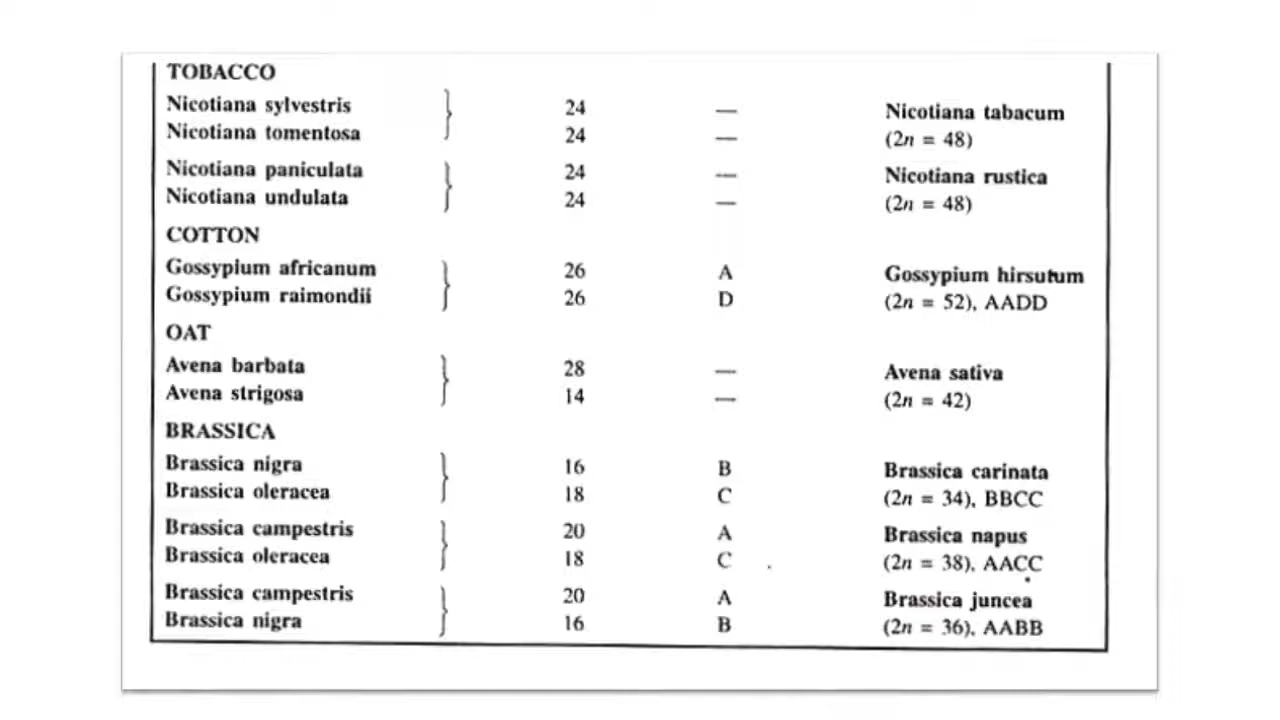 TOBACCO
Nicotiana sylvestris 24 — Nicotiana tabacum
Nicotiana tomentosa 24 — (2n = 48)
Nicotiana paniculata 24 — Nicotiana rustica
Nicotiana undulata 24 — (2n = 48)
COTTON
Gossypium africanum 26 A Gossypium hirsutum
Gossypium raimondii 26 D (2n = 52), AADD
OAT
Avena barbata 28 — Avena sativa
Avena strigosa 14 — (2n = 42)
BRASSICA
Brassica nigra 16 B Brassica carinata
Brassica oleracea 18 C (2n = 34), BBCC
Brassica campestris 20 A Brassica napus
Brassica oleracea 18 C (2n = 38), AACC
Brassica campestris 20 A Brassica juncea
Brassica nigra 16 B (2n = 36), AABB